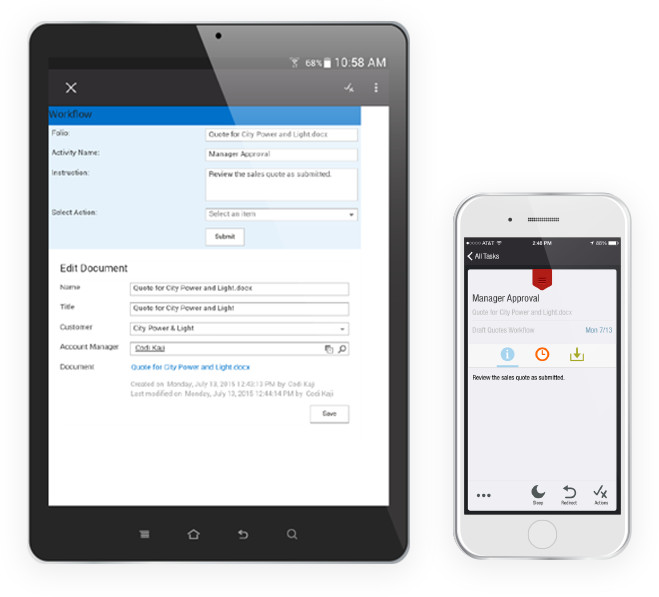 68% 10:58 AM
Workflow
Folio: Quote for City Power and Light.docx
Activity Name: Manager Approval
Instruction: Review the sales quote as submitted.
Select Action: Select an item
Submit
Edit Document
Name Quote for City Power and Light.docx
Title Quote for City Power and Light
Customer City Power & Light
Account Manager Codi Kaji
Document Quote for City Power and Light.docx
Created on Monday, July 13, 2015 12:43:13 PM by Codi Kaji
Last modified on Monday, July 13, 2015 12:44:14 PM by Codi Kaji
Save
AT&T 2:48 PM 66%
All Tasks
Manager Approval
Quote for City Power and Light.docx
Draft Quotes Workflow Mon 7/13
Review the sales quote as submitted.
Sleep Redirect Actions